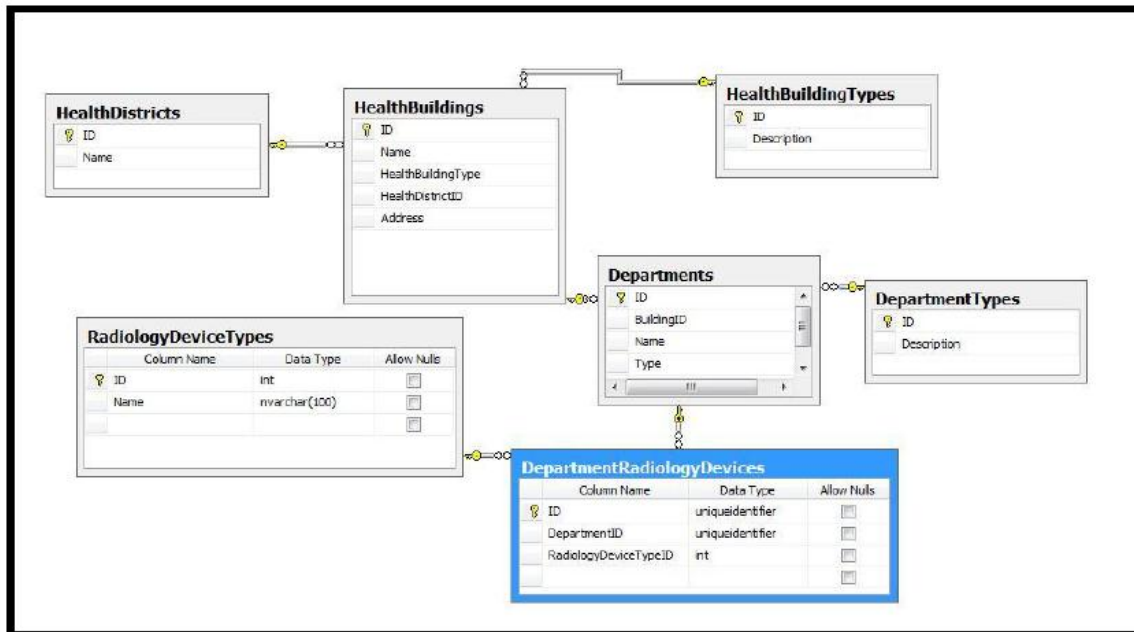 HealthDistricts
ID
Name
HealthBuildings
ID
Name
HealthBuildingType
HealthDistrictID
Address
HealthBuildingTypes
ID
Description
Departments
ID
BuildingID
Name
Type
DepartmentTypes
ID
Description
RadiologyDeviceTypes
Column Name Data Type Allow Nulls
ID int
Name nvarchar(100)
DepartmentRadiologyDevices
Column Name Data Type Allow Nulls
ID uniqueidentifier
DepartmentID uniqueidentifier
RadiologyDeviceTypeID int